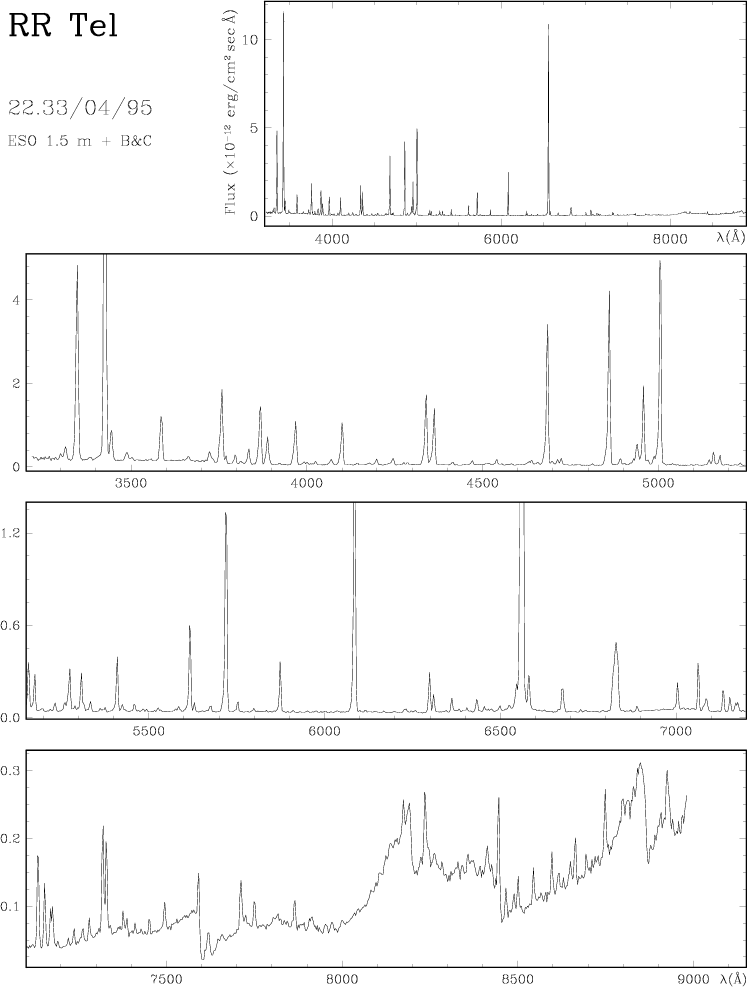 RR Tel
22.33/04/95
ESO 1.5 m + B&C
Flux (×10⁻¹² erg/cm² sec Å)
10
5
0
4000 6000 8000 λ(Å)
4
2
0
3500 4000 4500 5000
1.2
0.6
0.0
5500 6000 6500 7000
0.3
0.2
0.1
7500 8000 8500 9000 λ(Å)